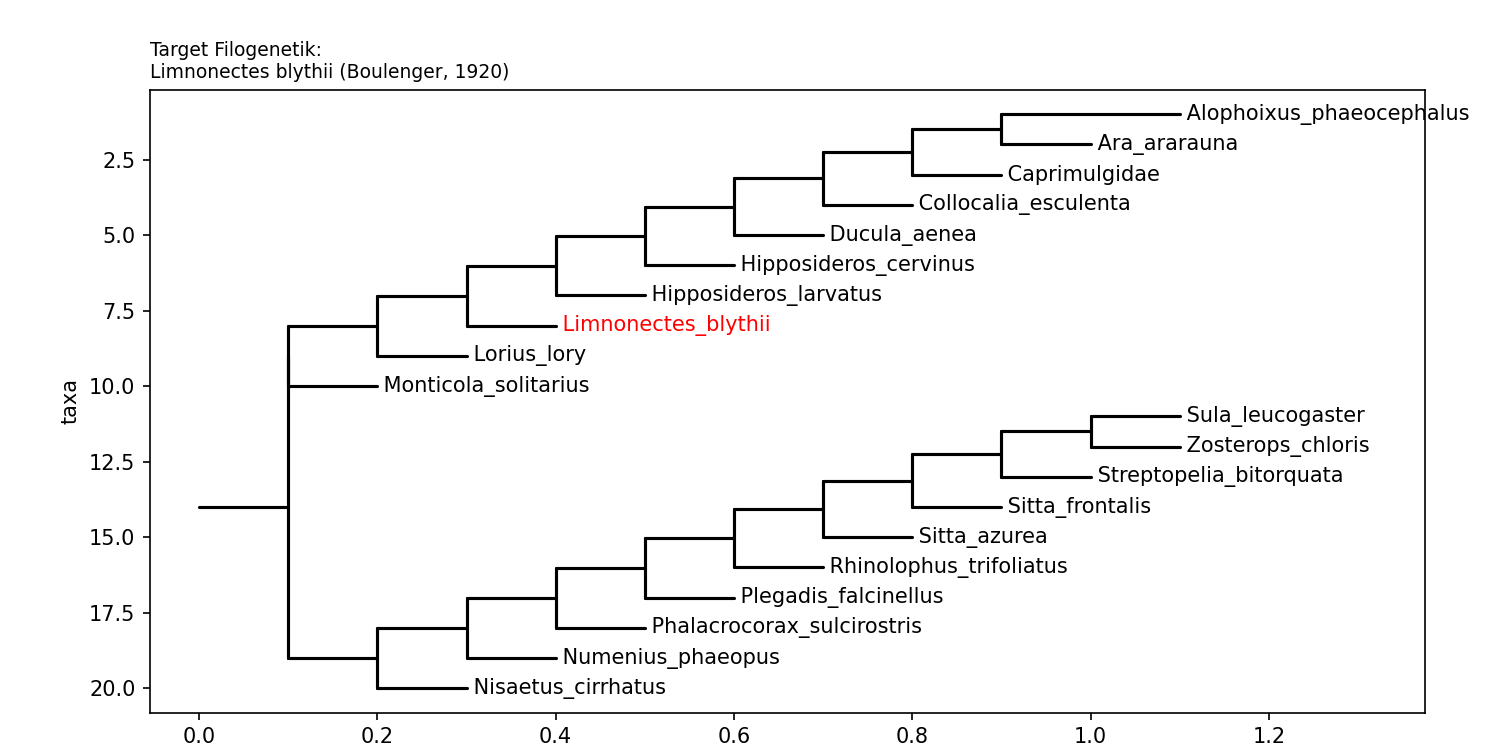 Target Filogenetik:
Limnonectes blythii (Boulenger, 1920)
Alophoixus_phaeocephalus
Ara_ararauna
2.5
Caprimulgidae
Collocalia_esculenta
5.0
Ducula_aenea
Hipposideros_cervinus
Hipposideros_larvatus
7.5
Limnonectes_blythii
Lorius_lory
10.0
Monticola_solitarius
taxa
Sula_leucogaster
Zosterops_chloris
12.5
Streptopelia_bitorquata
Sitta_frontalis
15.0
Sitta_azurea
Rhinolophus_trifoliatus
Plegadis_falcinellus
17.5
Phalacrocorax_sulcirostris
Numenius_phaeopus
20.0
Nisaetus_cirrhatus
0.0 0.2 0.4 0.6 0.8 1.0 1.2